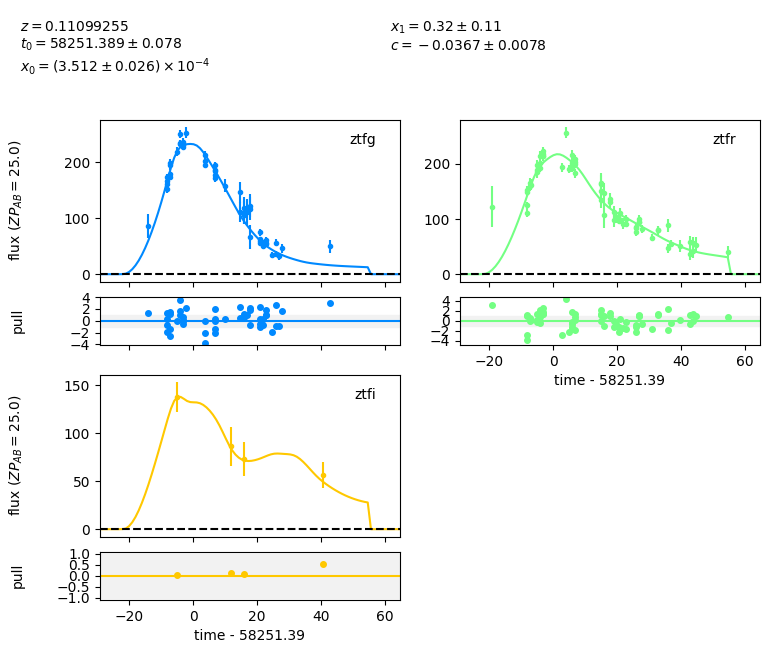 z = 0.11099255
t₀ = 58251.389 ± 0.078
x₀ = (3.512 ± 0.026) × 10⁻⁴
x₁ = 0.32 ± 0.11
c = −0.0367 ± 0.0078
flux (ZP_AB = 25.0)
200
100
0
ztfg
200
100
0
ztfr
pull
4
2
0
−2
−4
4
2
0
−2
−4
−20 0 20 40 60
time - 58251.39
flux (ZP_AB = 25.0)
150
100
50
0
ztfi
pull
1.0
0.5
0.0
−0.5
−1.0
−20 0 20 40 60
time - 58251.39